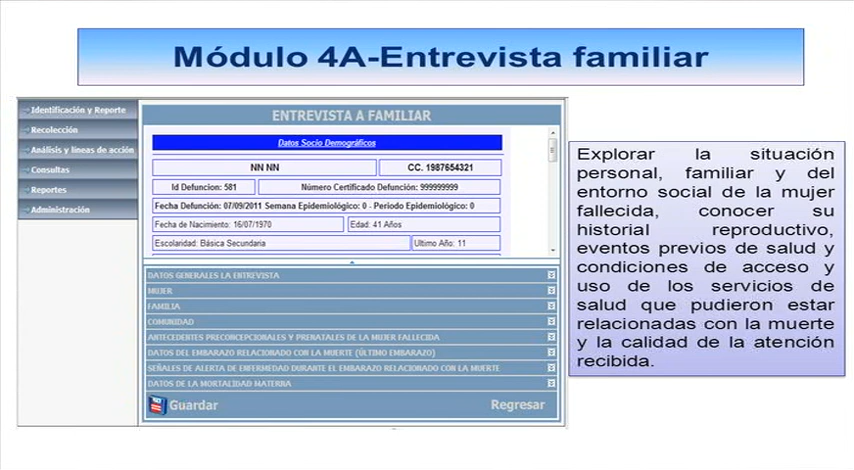 Módulo 4A-Entrevista familiar
Identificación y Reporte
Recolección
Análisis y líneas de acción
Consultas
Reportes
Administración
ENTREVISTA A FAMILIAR
Datos Socio Demográficos
NN NN
CC. 1987654321
Id Defuncion: 581
Número Certificado Defunción: 999999999
Fecha Defunción: 07/09/2011 Semana Epidemiológica: 0 - Periodo Epidemiológico: 0
Fecha de Nacimiento: 16/07/1970
Edad: 41 Años
Escolaridad: Básica Secundaria
Ultimo Año: 11
DATOS GENERALES LA ENTREVISTA
MUJER
FAMILIA
COMUNIDAD
ANTECEDENTES PRECONCEPCIONALES Y PRENATALES DE LA MUJER FALLECIDA
DATOS DEL EMBARAZO RELACIONADO CON LA MUERTE (ÚLTIMO EMBARAZO)
SEÑALES DE ALERTA DE ENFERMEDAD DURANTE EL EMBARAZO RELACIONADO CON LA MUERTE
DATOS DE LA MORTALIDAD MATERNA
Guardar
Regresar
Explorar la situación
personal, familiar y del
entorno social de la mujer
fallecida, conocer su
historial reproductivo,
eventos previos de salud y
condiciones de acceso y
uso de los servicios de
salud que pudieron estar
relacionadas con la muerte
y la calidad de la atención
recibida.